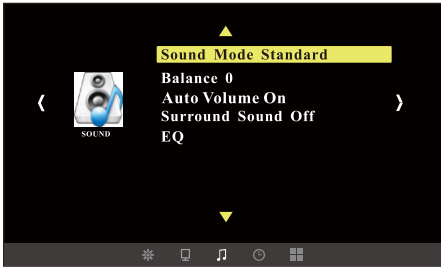 Sound Mode Standard
Balance 0
Auto Volume On
Surround Sound Off
EQ
SOUND